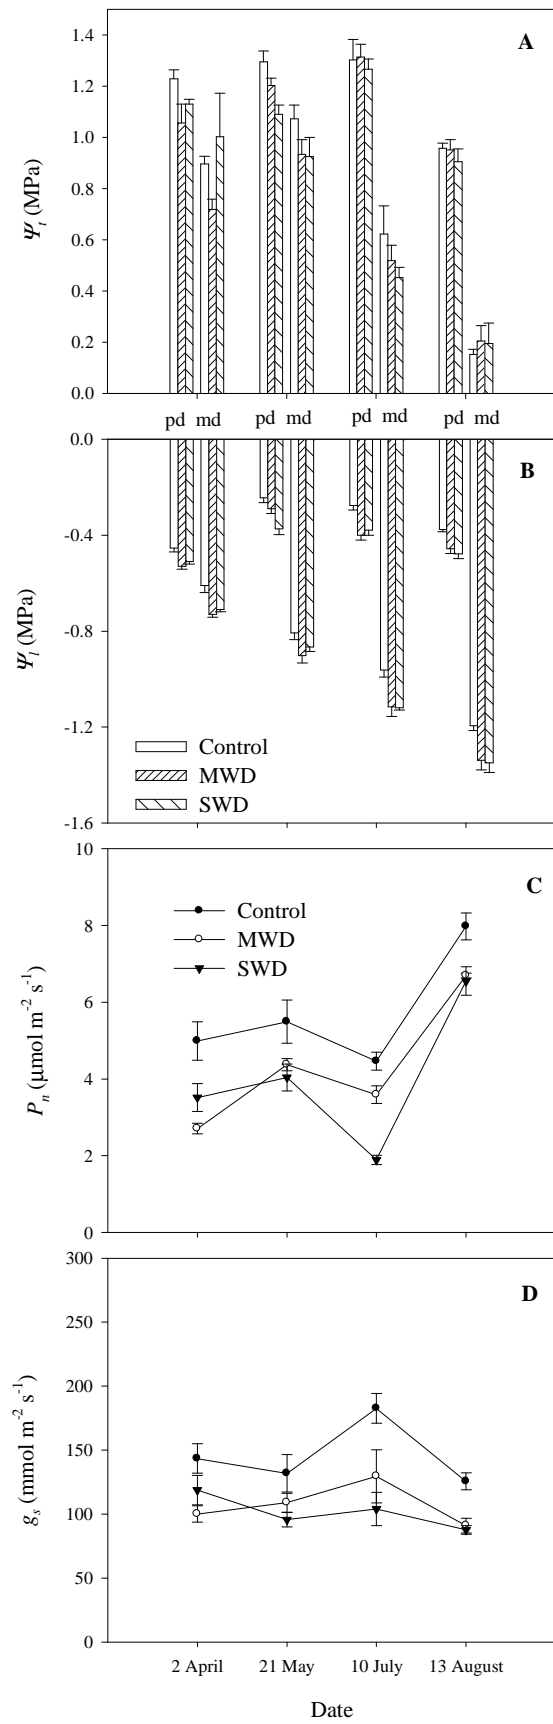 A
1.4
1.2
1.0
0.8
0.6
0.4
0.2
0.0
Ψt (MPa)
pd md pd md pd md pd md
B
0.0
-0.4
-0.8
-1.2
-1.6
Ψl (MPa)
Control
MWD
SWD
C
10
8
6
4
2
0
Pn (μmol m-2 s-1)
Control
MWD
SWD
D
300
250
200
150
100
50
0
gs (mmol m-2 s-1)
2 April 21 May 10 July 13 August
Date